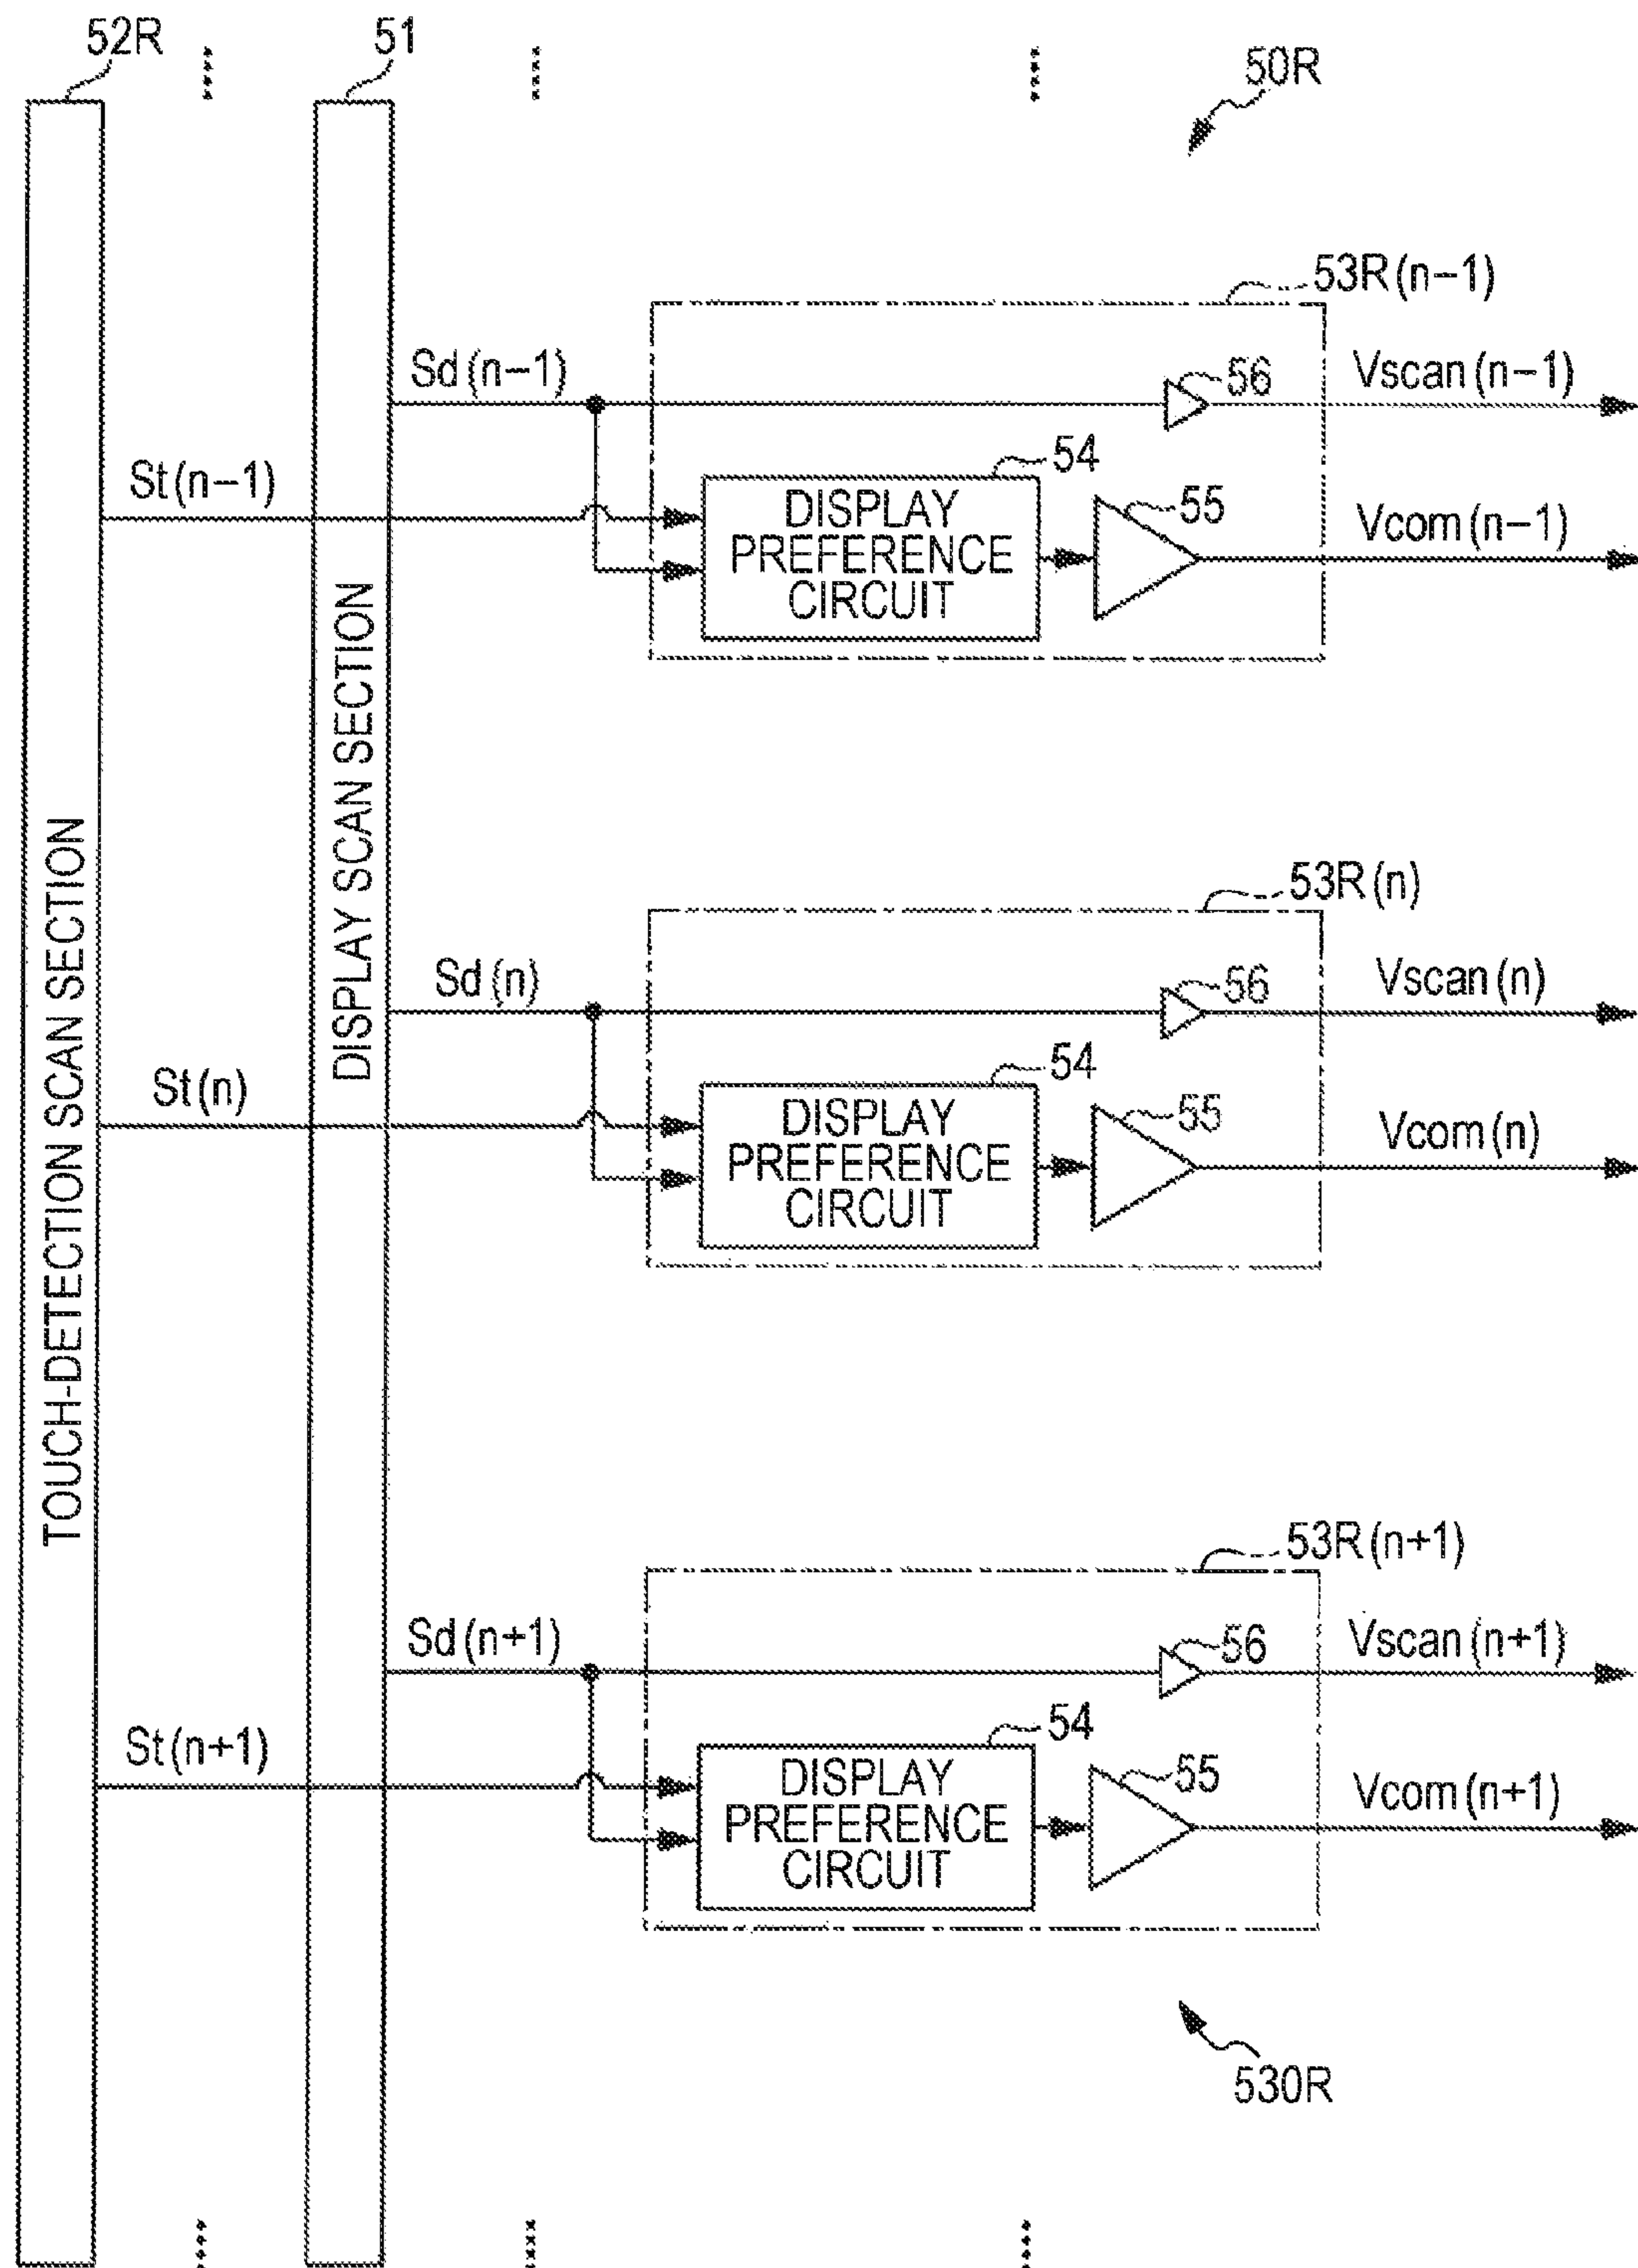 52R
51
50R
53R(n-1)
Sd(n-1)
56
Vscan(n-1)
St(n-1)
54
DISPLAY
PREFERENCE
CIRCUIT
55
Vcom(n-1)
TOUCH-DETECTION SCAN SECTION
DISPLAY SCAN SECTION
53R(n)
Sd(n)
56
Vscan(n)
St(n)
54
DISPLAY
PREFERENCE
CIRCUIT
55
Vcom(n)
53R(n+1)
Sd(n+1)
56
Vscan(n+1)
St(n+1)
54
DISPLAY
PREFERENCE
CIRCUIT
55
Vcom(n+1)
530R